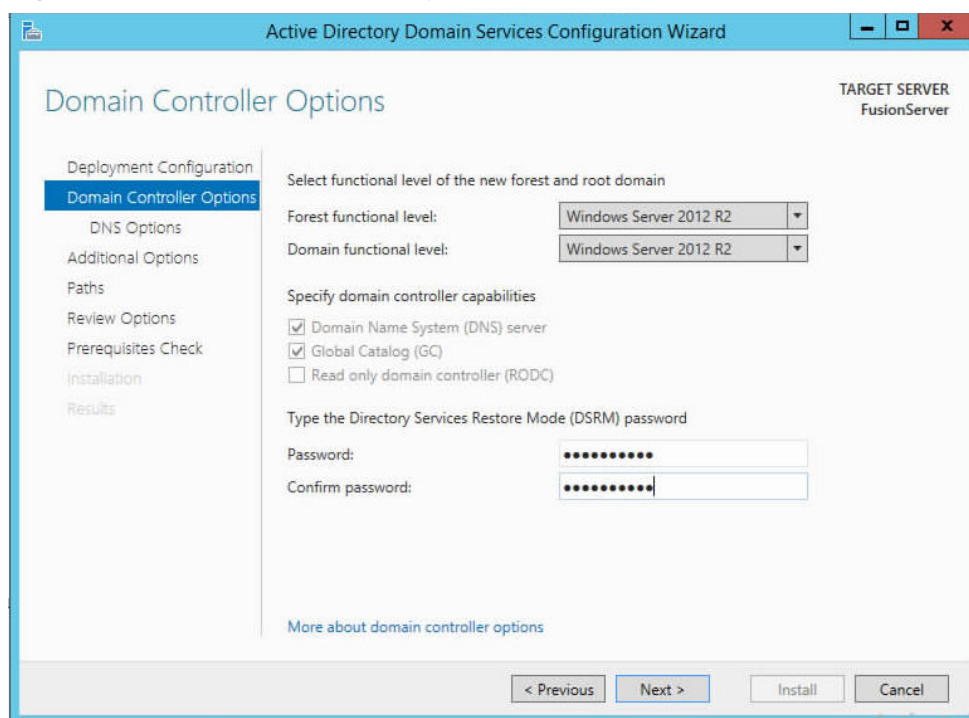 Active Directory Domain Services Configuration Wizard
Domain Controller Options
TARGET SERVER
FusionServer
Deployment Configuration
Domain Controller Options
DNS Options
Additional Options
Paths
Review Options
Prerequisites Check
Installation
Results
Select functional level of the new forest and root domain
Forest functional level: Windows Server 2012 R2
Domain functional level: Windows Server 2012 R2
Specify domain controller capabilities
Domain Name System (DNS) server
Global Catalog (GC)
Read only domain controller (RODC)
Type the Directory Services Restore Mode (DSRM) password
Password: ●●●●●●●●●●
Confirm password: ●●●●●●●●●●
More about domain controller options
< Previous Next > Install Cancel